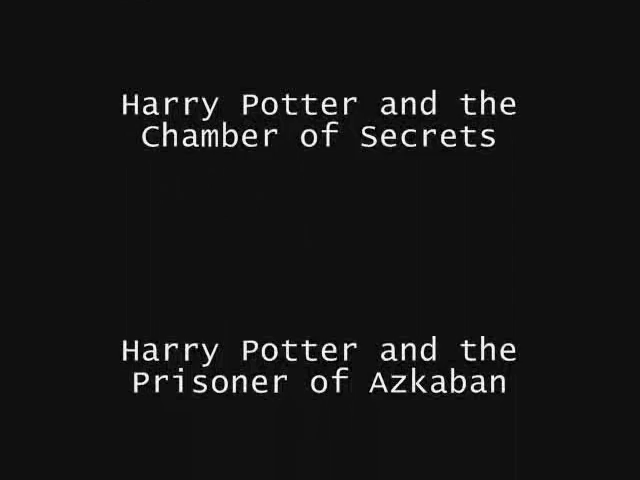 Harry Potter and the
Chamber of Secrets
Harry Potter and the
Prisoner of Azkaban